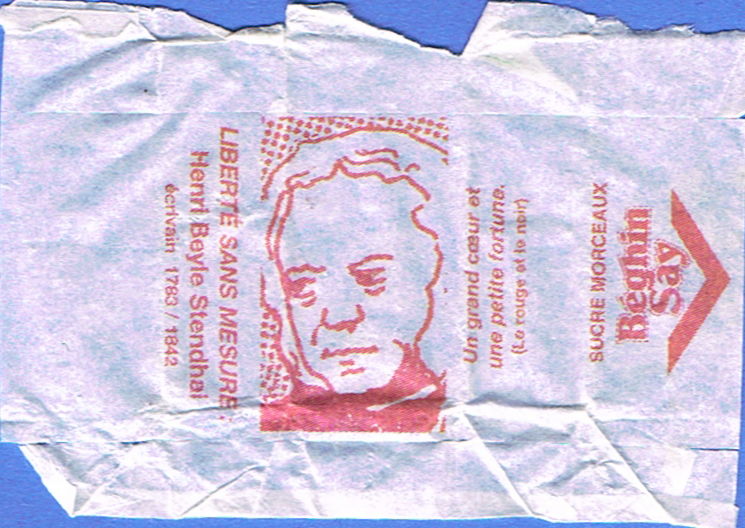 LIBERTÉ SANS MESURE :
Henri Beyle Stendhal
écrivain 1783 / 1842
Un grand cœur et
une petite fortune.
(Le rouge et le noir)
SUCRE MORCEAUX
Béghin
Say